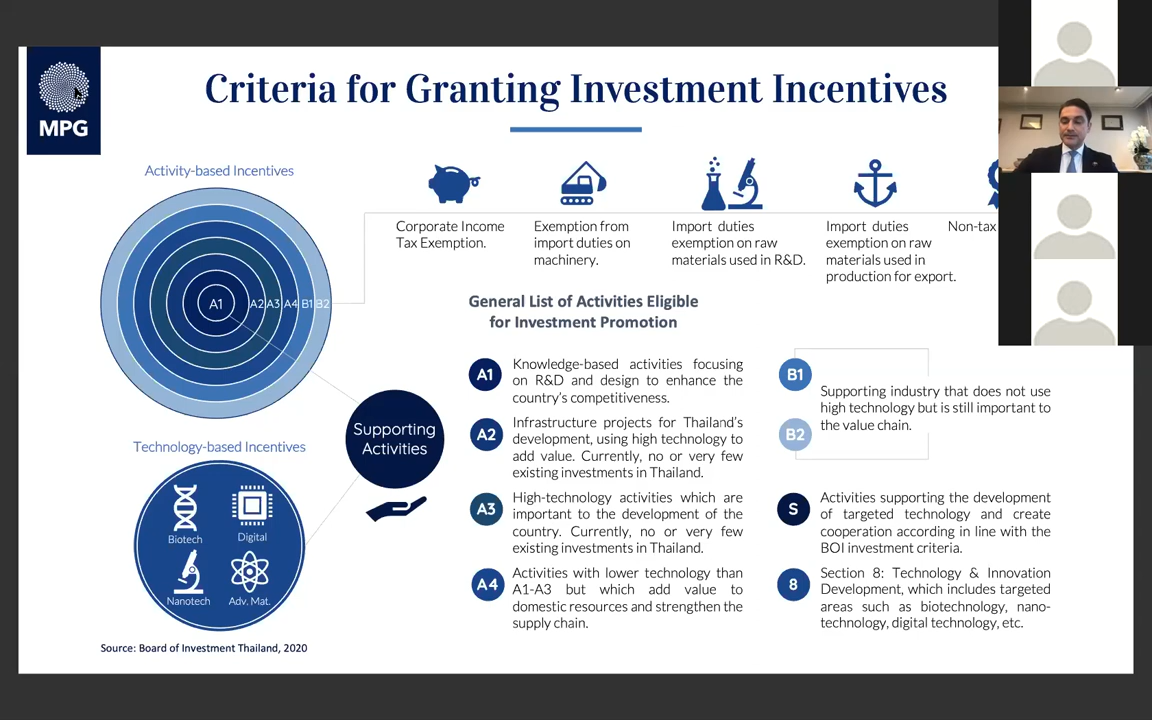 MPG
Criteria for Granting Investment Incentives
Activity-based Incentives
A1
A2
A3
A4
B1
B2
Corporate Income
Tax Exemption.
Exemption from
import duties on
machinery.
Import duties
exemption on raw
materials used in R&D.
Import duties
exemption on raw
materials used in
production for export.
Non-tax
General List of Activities Eligible
for Investment Promotion
Supporting
Activities
Technology-based Incentives
Biotech
Digital
Nanotech
Adv. Mat.
A1
Knowledge-based activities focusing
on R&D and design to enhance the
country's competitiveness.
A2
Infrastructure projects for Thailand's
development, using high technology to
add value. Currently, no or very few
existing investments in Thailand.
A3
High-technology activities which are
important to the development of the
country. Currently, no or very few
existing investments in Thailand.
A4
Activities with lower technology than
A1-A3 but which add value to
domestic resources and strengthen the
supply chain.
B1
B2
Supporting industry that does not use
high technology but is still important to
the value chain.
S
Activities supporting the development
of targeted technology and create
cooperation according in line with the
BOI investment criteria.
8
Section 8: Technology & Innovation
Development, which includes targeted
areas such as biotechnology, nano-
technology, digital technology, etc.
Source: Board of Investment Thailand, 2020